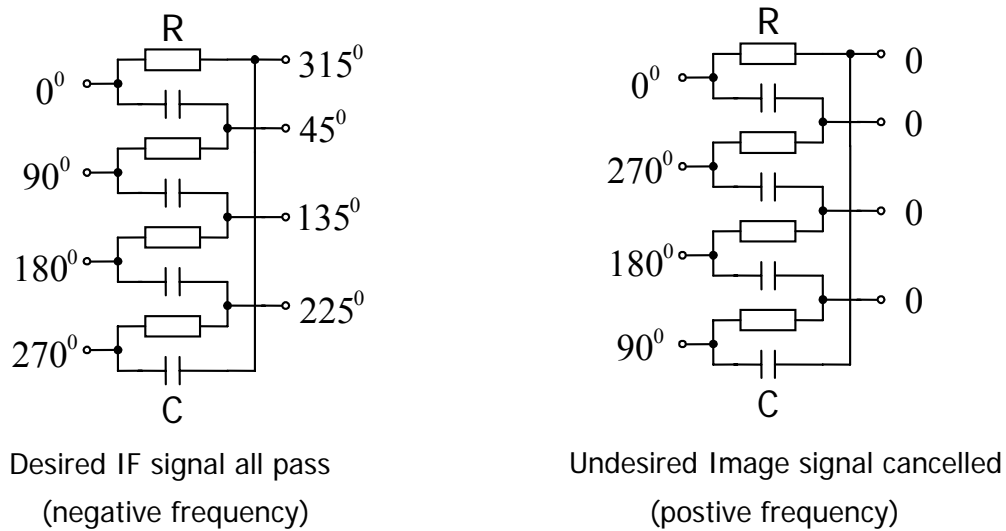 R
0⁰
315⁰
45⁰
90⁰
135⁰
180⁰
225⁰
270⁰
C
Desired IF signal all pass
(negative frequency)
R
0⁰
0
0
270⁰
0
180⁰
0
90⁰
C
Undesired Image signal cancelled
(postive frequency)